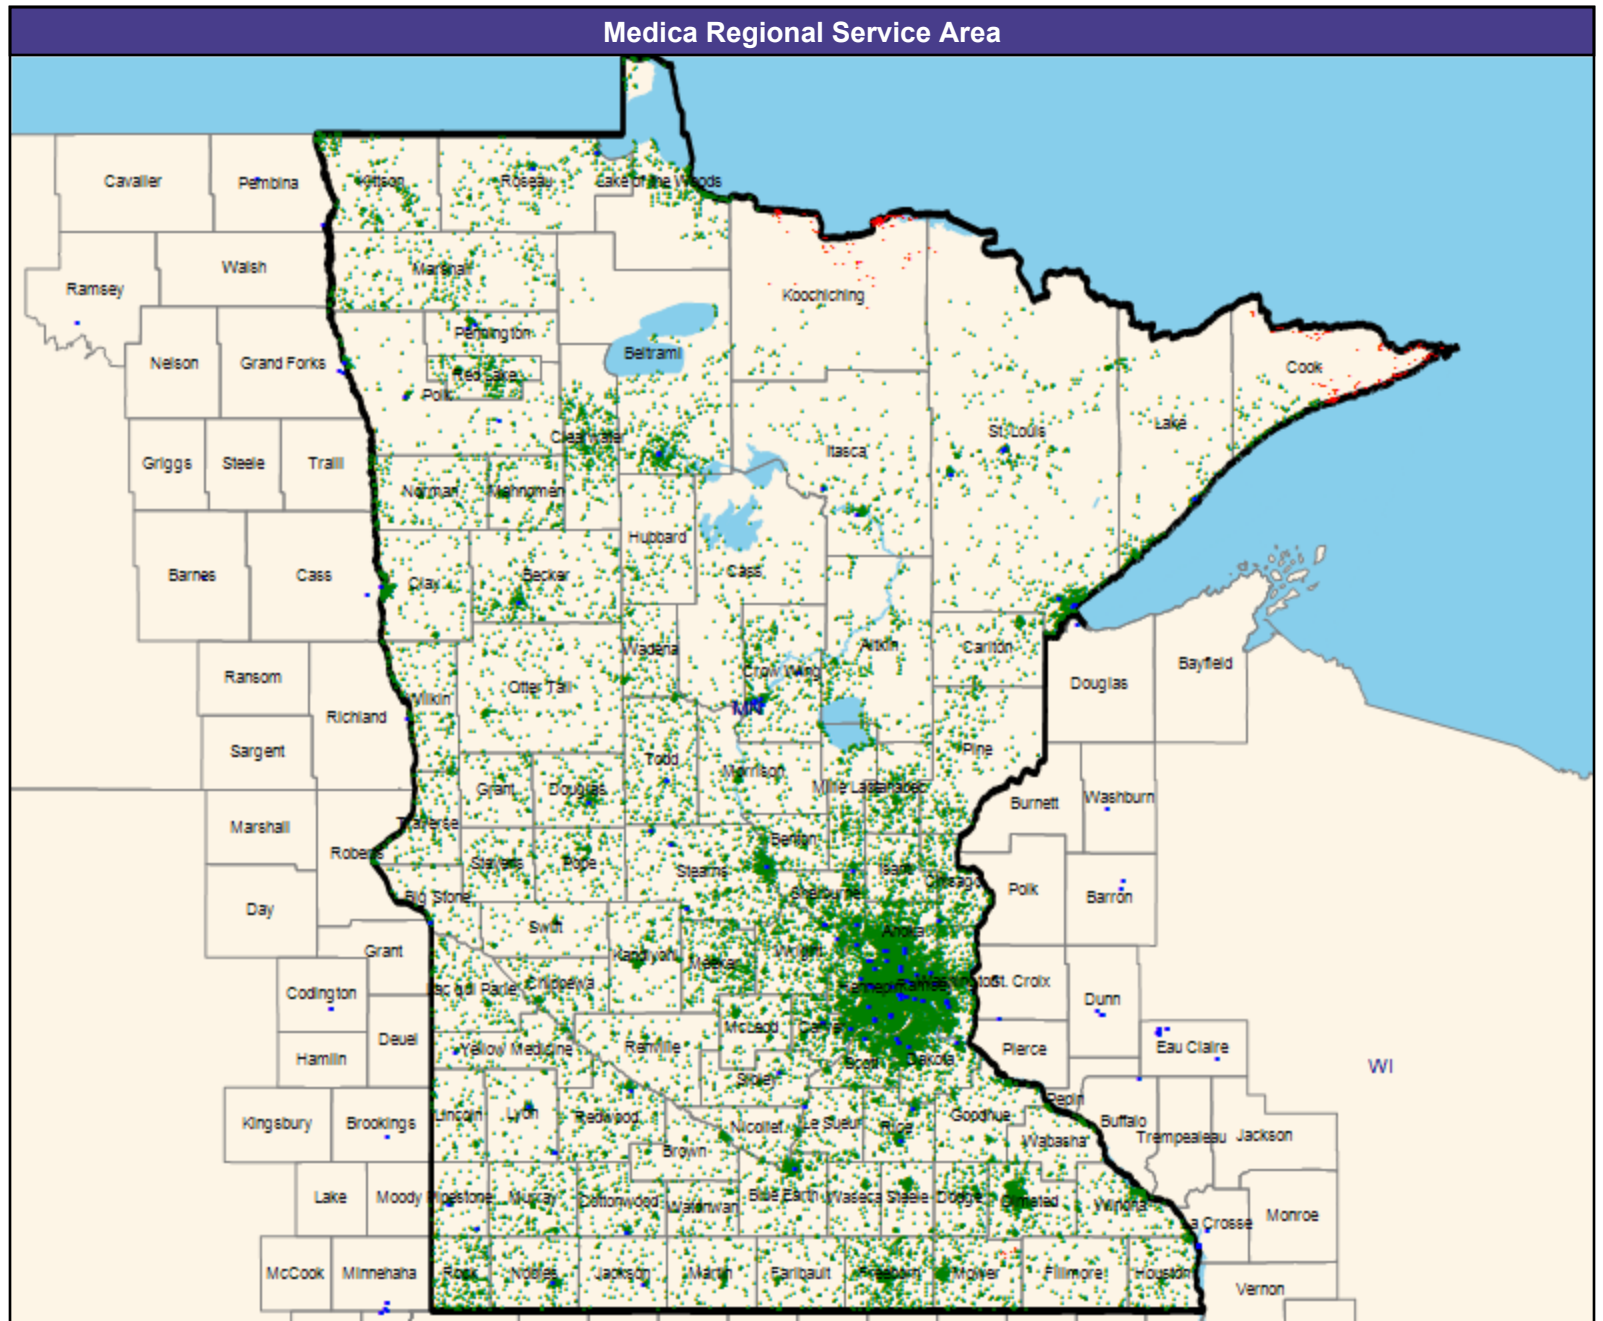 Medica Regional Service Area
Cavalier
Pembina
Kittson
Roseau
Lake of the Woods
Walsh
Ramsey
Marshall
Koochiching
Nelson
Grand Forks
Pennington
Beltrami
Red Lake
Polk
Cook
Clearwater
St. Louis
Lake
Itasca
Griggs
Steele
Traill
Norman
Mahnomen
Hubbard
Barnes
Cass
Clay
Becker
Cass
Wadena
Crow Wing
Aitkin
Carlton
Ransom
Otter Tail
Douglas
Bayfield
Wilkin
Richland
MN
Sargent
Todd
Morrison
Pine
Grant
Douglas
Mille Lacs
Kanabec
Burnett
Washburn
Marshall
Traverse
Roberts
Benton
Stevens
Pope
Stearns
Isanti
Sherburne
Chisago
Polk
Barron
Big Stone
Day
Swift
Anoka
Grant
Kandiyohi
Meeker
Wright
Codington
Lac qui Parle
Chippewa
Hennepin
Ramsey
Washington
St. Croix
Dunn
Deuel
McLeod
Carver
Hamlin
Yellow Medicine
Renville
Scott
Dakota
Pierce
Eau Claire
WI
Sibley
Kingsbury
Brookings
Lincoln
Lyon
Redwood
Nicollet
Le Sueur
Rice
Goodhue
Pepin
Buffalo
Trempealeau
Jackson
Brown
Wabasha
Lake
Moody
Pipestone
Murray
Cottonwood
Watonwan
Blue Earth
Waseca
Steele
Dodge
Olmsted
Winona
La Crosse
Monroe
McCook
Minnehaha
Rock
Nobles
Jackson
Martin
Faribault
Freeborn
Mower
Fillmore
Houston
Vernon